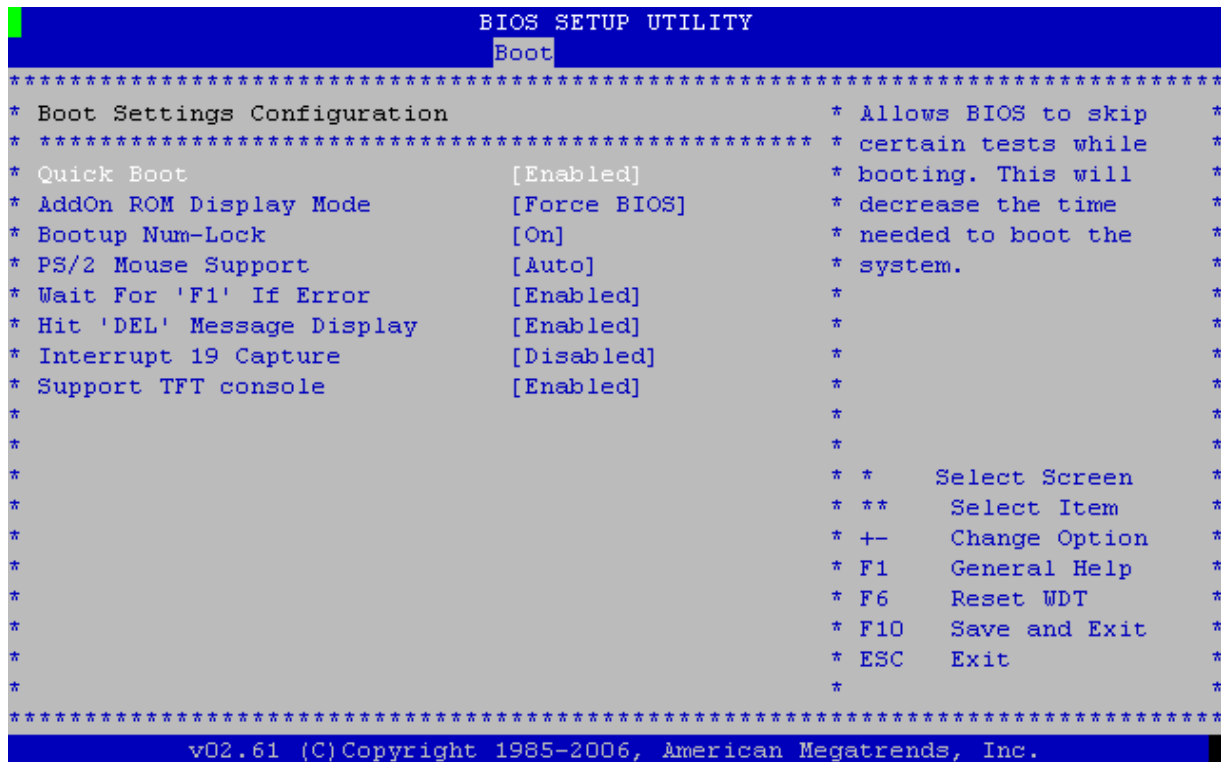 BIOS SETUP UTILITY
Boot
********************************************************************************
* Boot Settings Configuration * Allows BIOS to skip *
* *************************************************** * certain tests while *
* Quick Boot [Enabled] * booting. This will *
* AddOn ROM Display Mode [Force BIOS] * decrease the time *
* Bootup Num-Lock [On] * needed to boot the *
* PS/2 Mouse Support [Auto] * system. *
* Wait For 'F1' If Error [Enabled] * *
* Hit 'DEL' Message Display [Enabled] * *
* Interrupt 19 Capture [Disabled] * *
* Support TFT console [Enabled] * *
* * *
* * *
* * * Select Screen *
* * ** Select Item *
* * +- Change Option *
* * F1 General Help *
* * F6 Reset WDT *
* * F10 Save and Exit *
* * ESC Exit *
* * *
********************************************************************************
v02.61 (C)Copyright 1985-2006, American Megatrends, Inc.